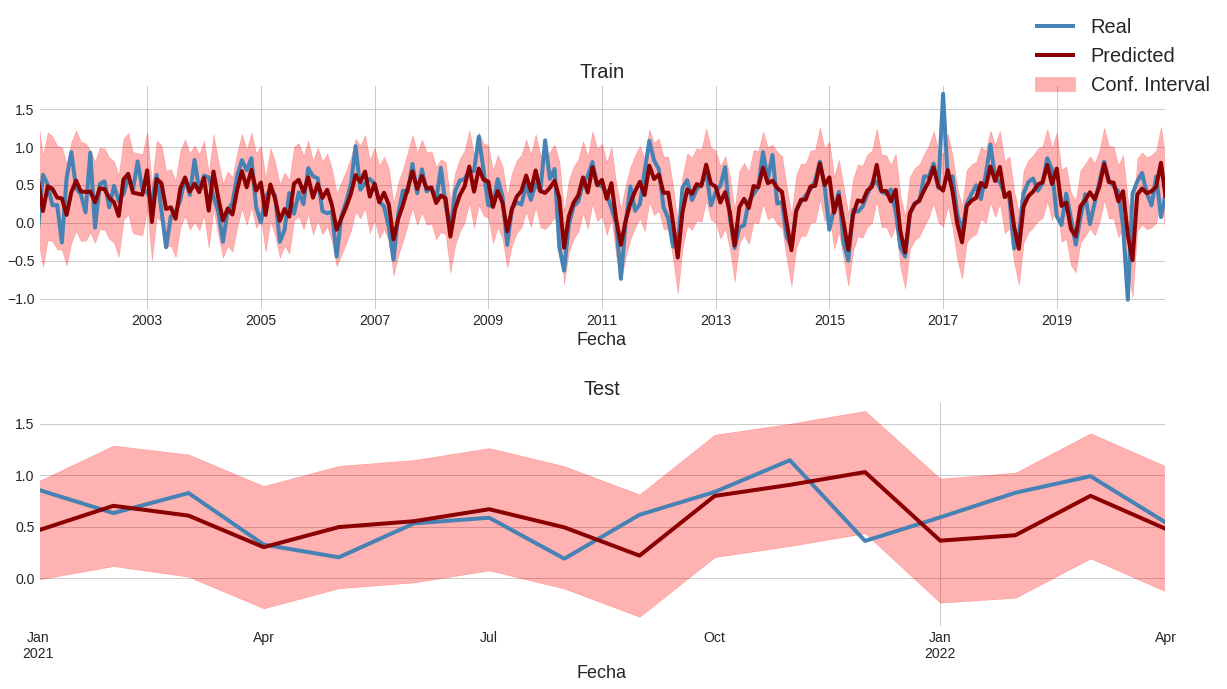 Real
Predicted
Conf. Interval
Train
1.5
1.0
0.5
0.0
−0.5
−1.0
2003 2005 2007 2009 2011 2013 2015 2017 2019
Fecha
Test
1.5
1.0
0.5
0.0
Jan Apr Jul Oct Jan Apr
2021 2022
Fecha